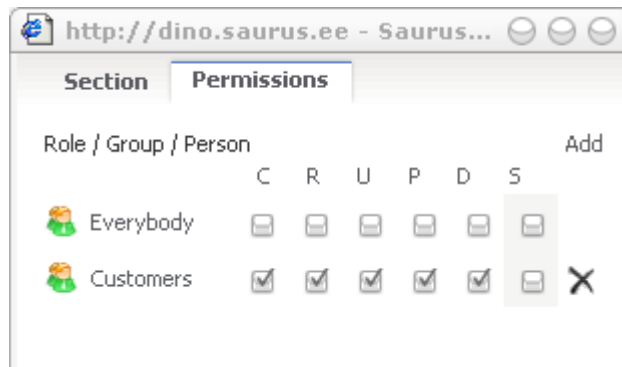 http://dino.saurus.ee - Saurus...
Section Permissions
Role / Group / Person Add
C R U P D S
Everybody
Customers